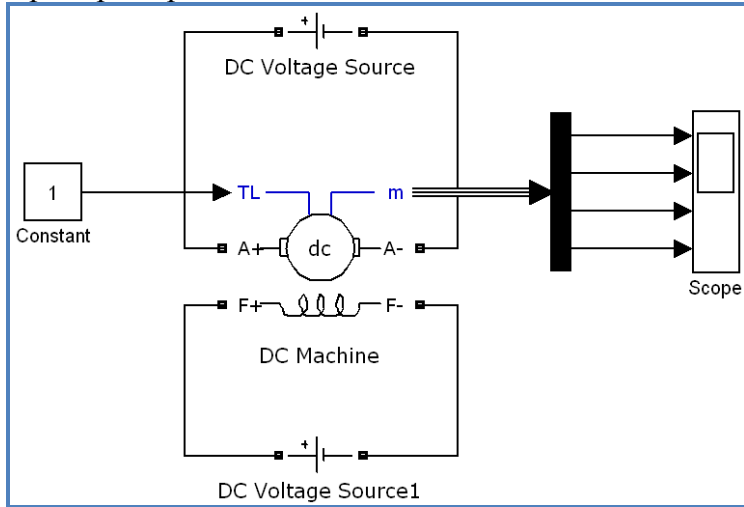 +
DC Voltage Source
1
Constant
TL
m
A+
dc
A-
F+
F-
DC Machine
Scope
+
DC Voltage Source1